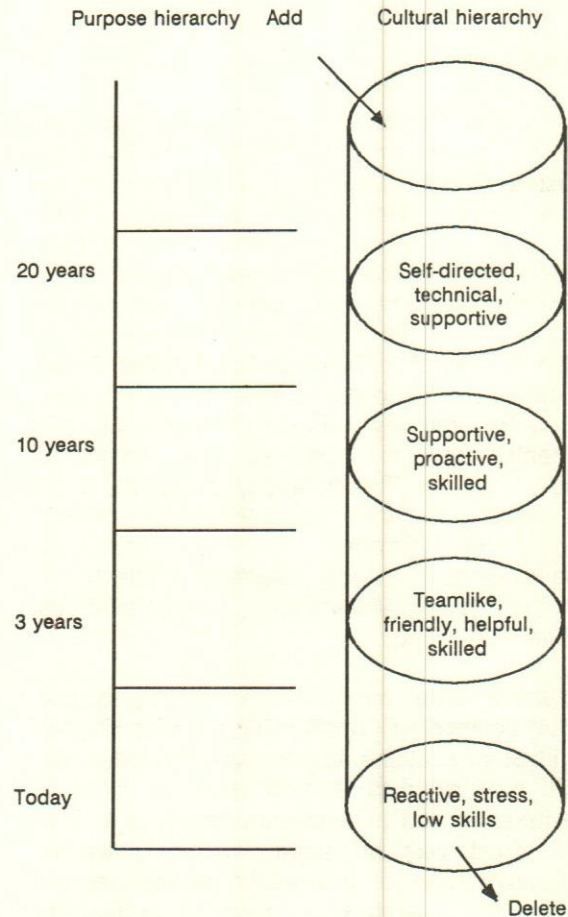 Purpose hierarchy Add Cultural hierarchy
20 years
Self-directed,
technical,
supportive
10 years
Supportive,
proactive,
skilled
3 years
Teamlike,
friendly, helpful,
skilled
Today
Reactive, stress,
low skills
Delete